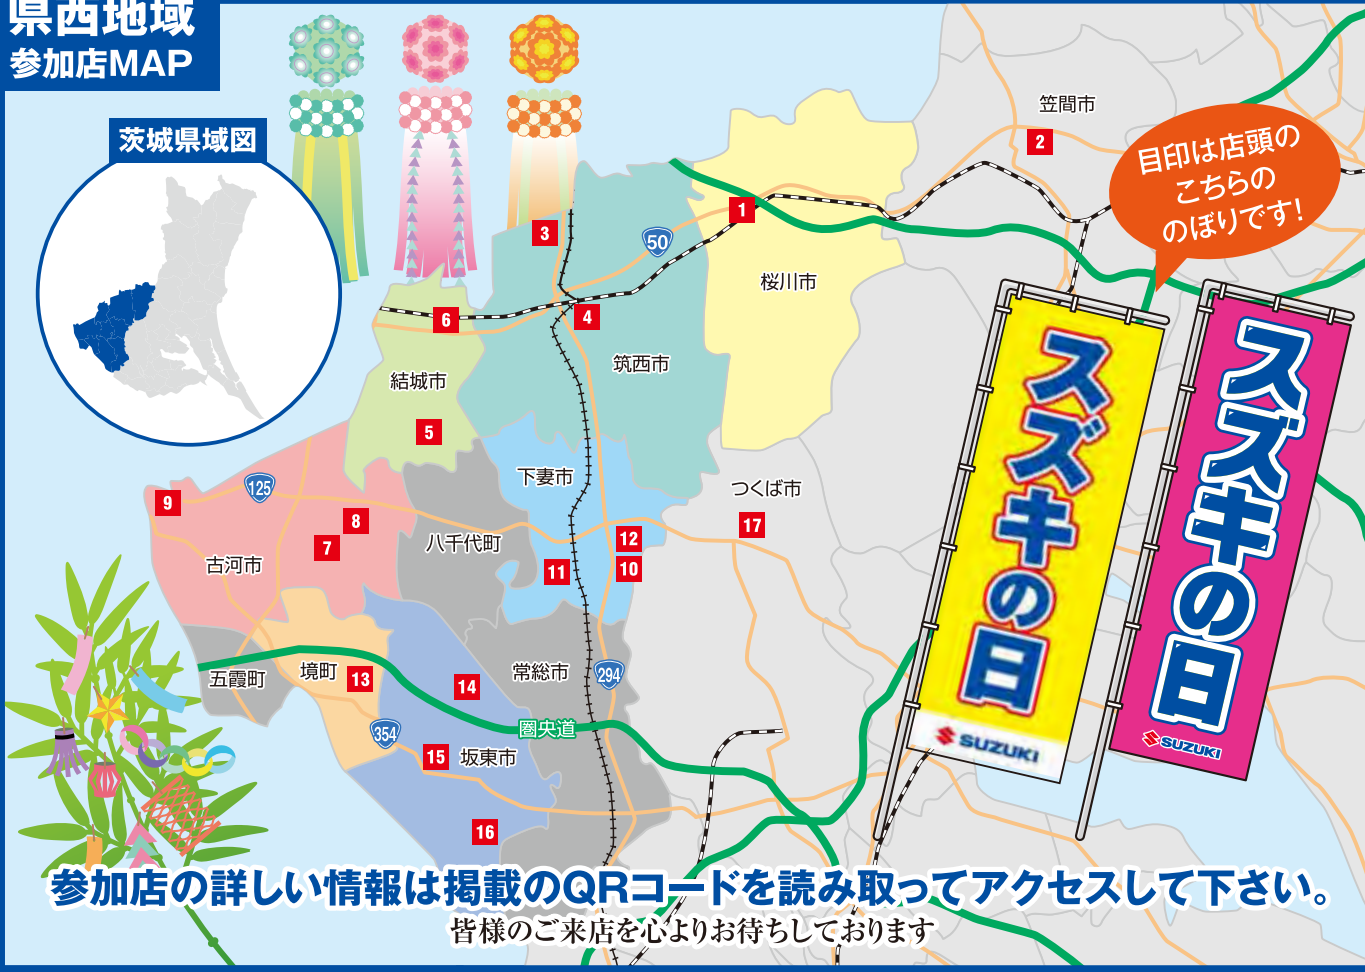 県西地域
参加店MAP
茨城県域図
笠間市
2
目印は店頭の
こちらの
のぼりです!
1
3
50
桜川市
6
4
筑西市
結城市
5
下妻市
つくば市
125
9
8
17
7
八千代町
12
古河市
11
10
五霞町
境町
13
14
常総市
294
354
圏央道
15
坂東市
16
スズキの日
SUZUKI
スズキの日
SUZUKI
参加店の詳しい情報は掲載のQRコードを読み取ってアクセスして下さい。
皆様のご来店を心よりお待ちしております